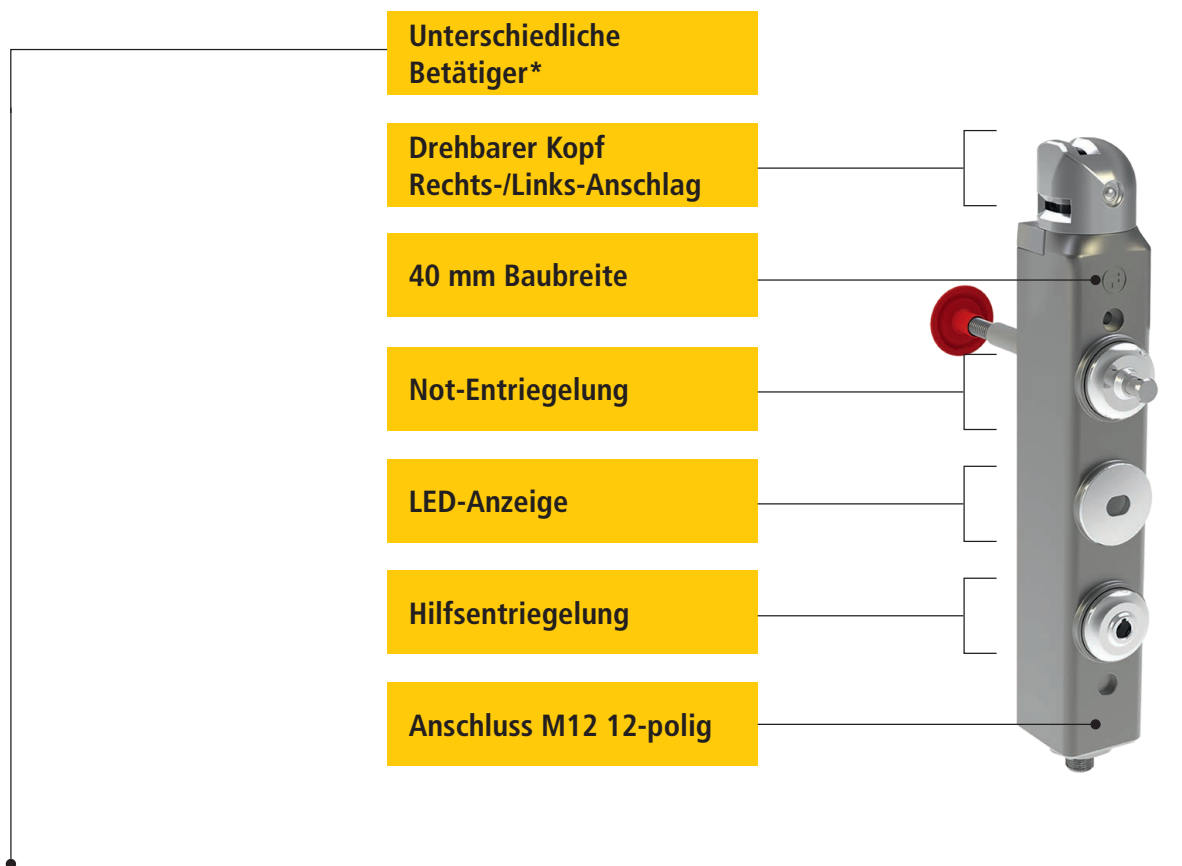 Unterschiedliche
Betätiger*
Drehbarer Kopf
Rechts-/Links-Anschlag
40 mm Baubreite
Not-Entriegelung
LED-Anzeige
Hilfsentriegelung
Anschluss M12 12-polig